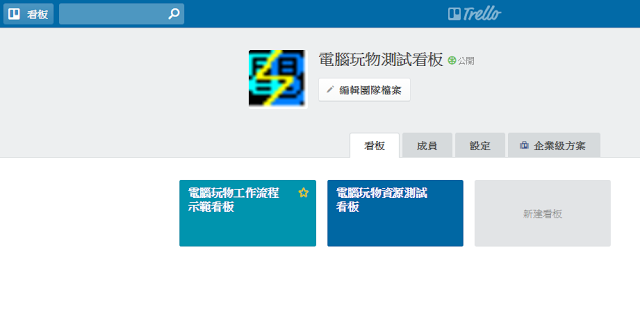 看板
Trello
電腦玩物測試看板 公開
編輯團隊檔案
看板 成員 設定 企業級方案
電腦玩物工作流程
示範看板
電腦玩物資源測試
看板
新建看板